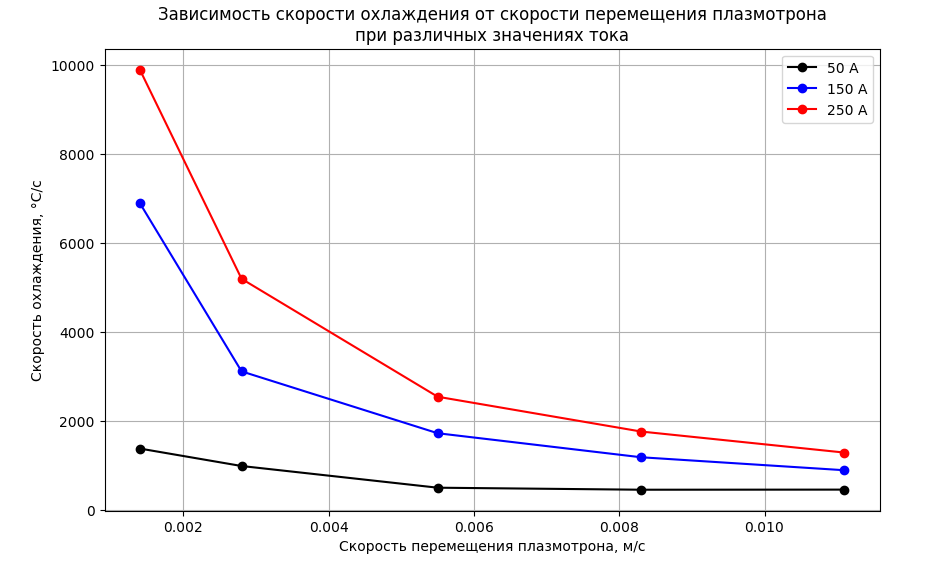 Зависимость скорости охлаждения от скорости перемещения плазмотрона
при различных значениях тока
50 А
150 А
250 А
Скорость охлаждения, °С/с
10000
8000
6000
4000
2000
0
0.002
0.004
0.006
0.008
0.010
Скорость перемещения плазмотрона, м/с